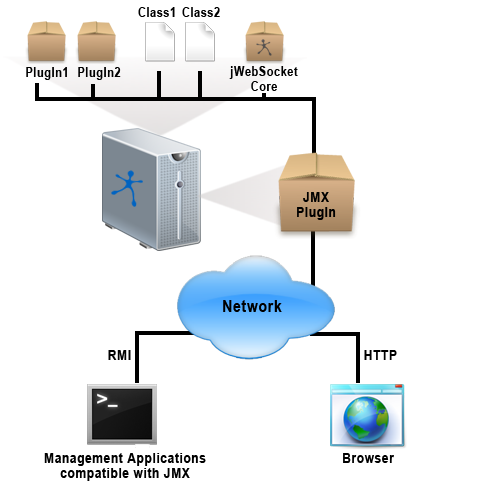 Class1 Class2
PlugIn1 PlugIn2 jWebSocket
Core
JMX
PlugIn
Network
RMI HTTP
>_
Management Applications
compatible with JMX
Browser